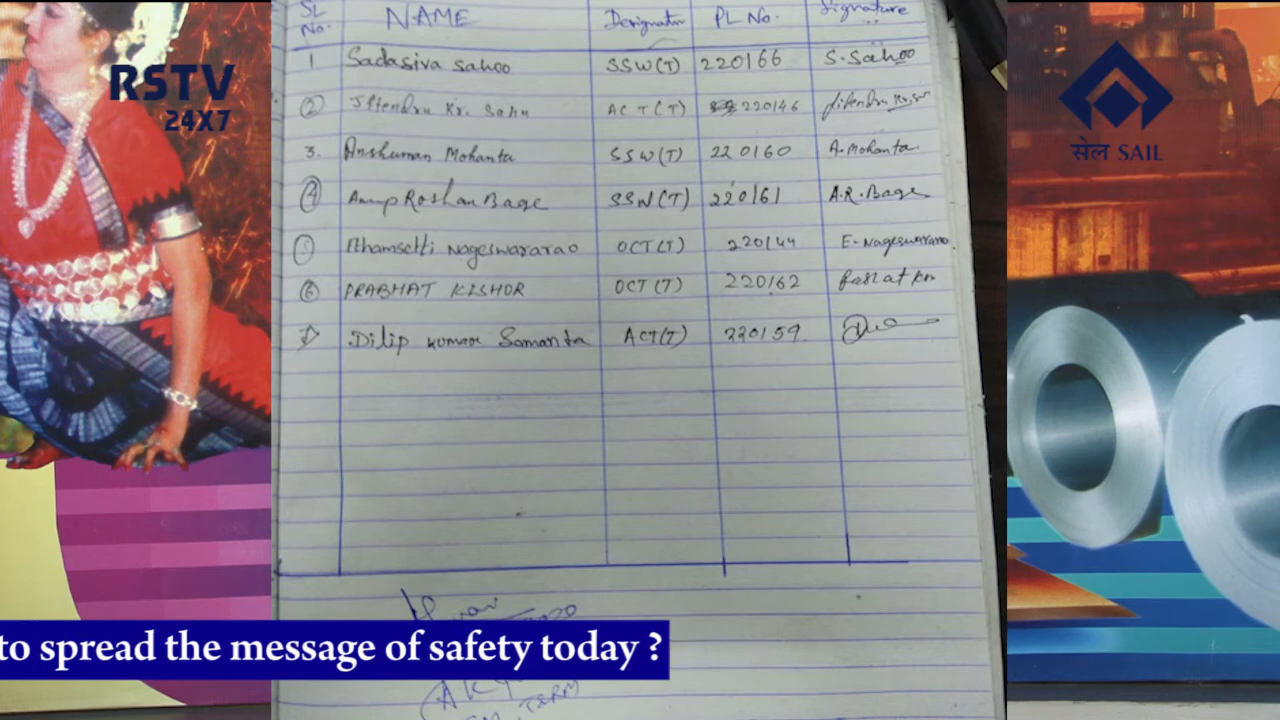 SL No. NAME Designation PL No. Signature
1 Sadasiva Sahoo SSW(T) 220166 S.Sahoo
2 Jitendra Kr. Sahu ACT(T) 220146
3. Anshuman Mohanta SSW(T) 220160 A.Mohanta.
4 Anup Roshan Bage SSW(T) 220161 A.R.Bage
5 Nageswararao OCT(T) 220144 E. Nageswararao
6 PRABHAT KISHOR OCT(T) 220162
7 Dilip kumar Samanta ACT(T) 220159
RSTV
24X7
सेल SAIL
to spread the message of safety today ?
T&RM